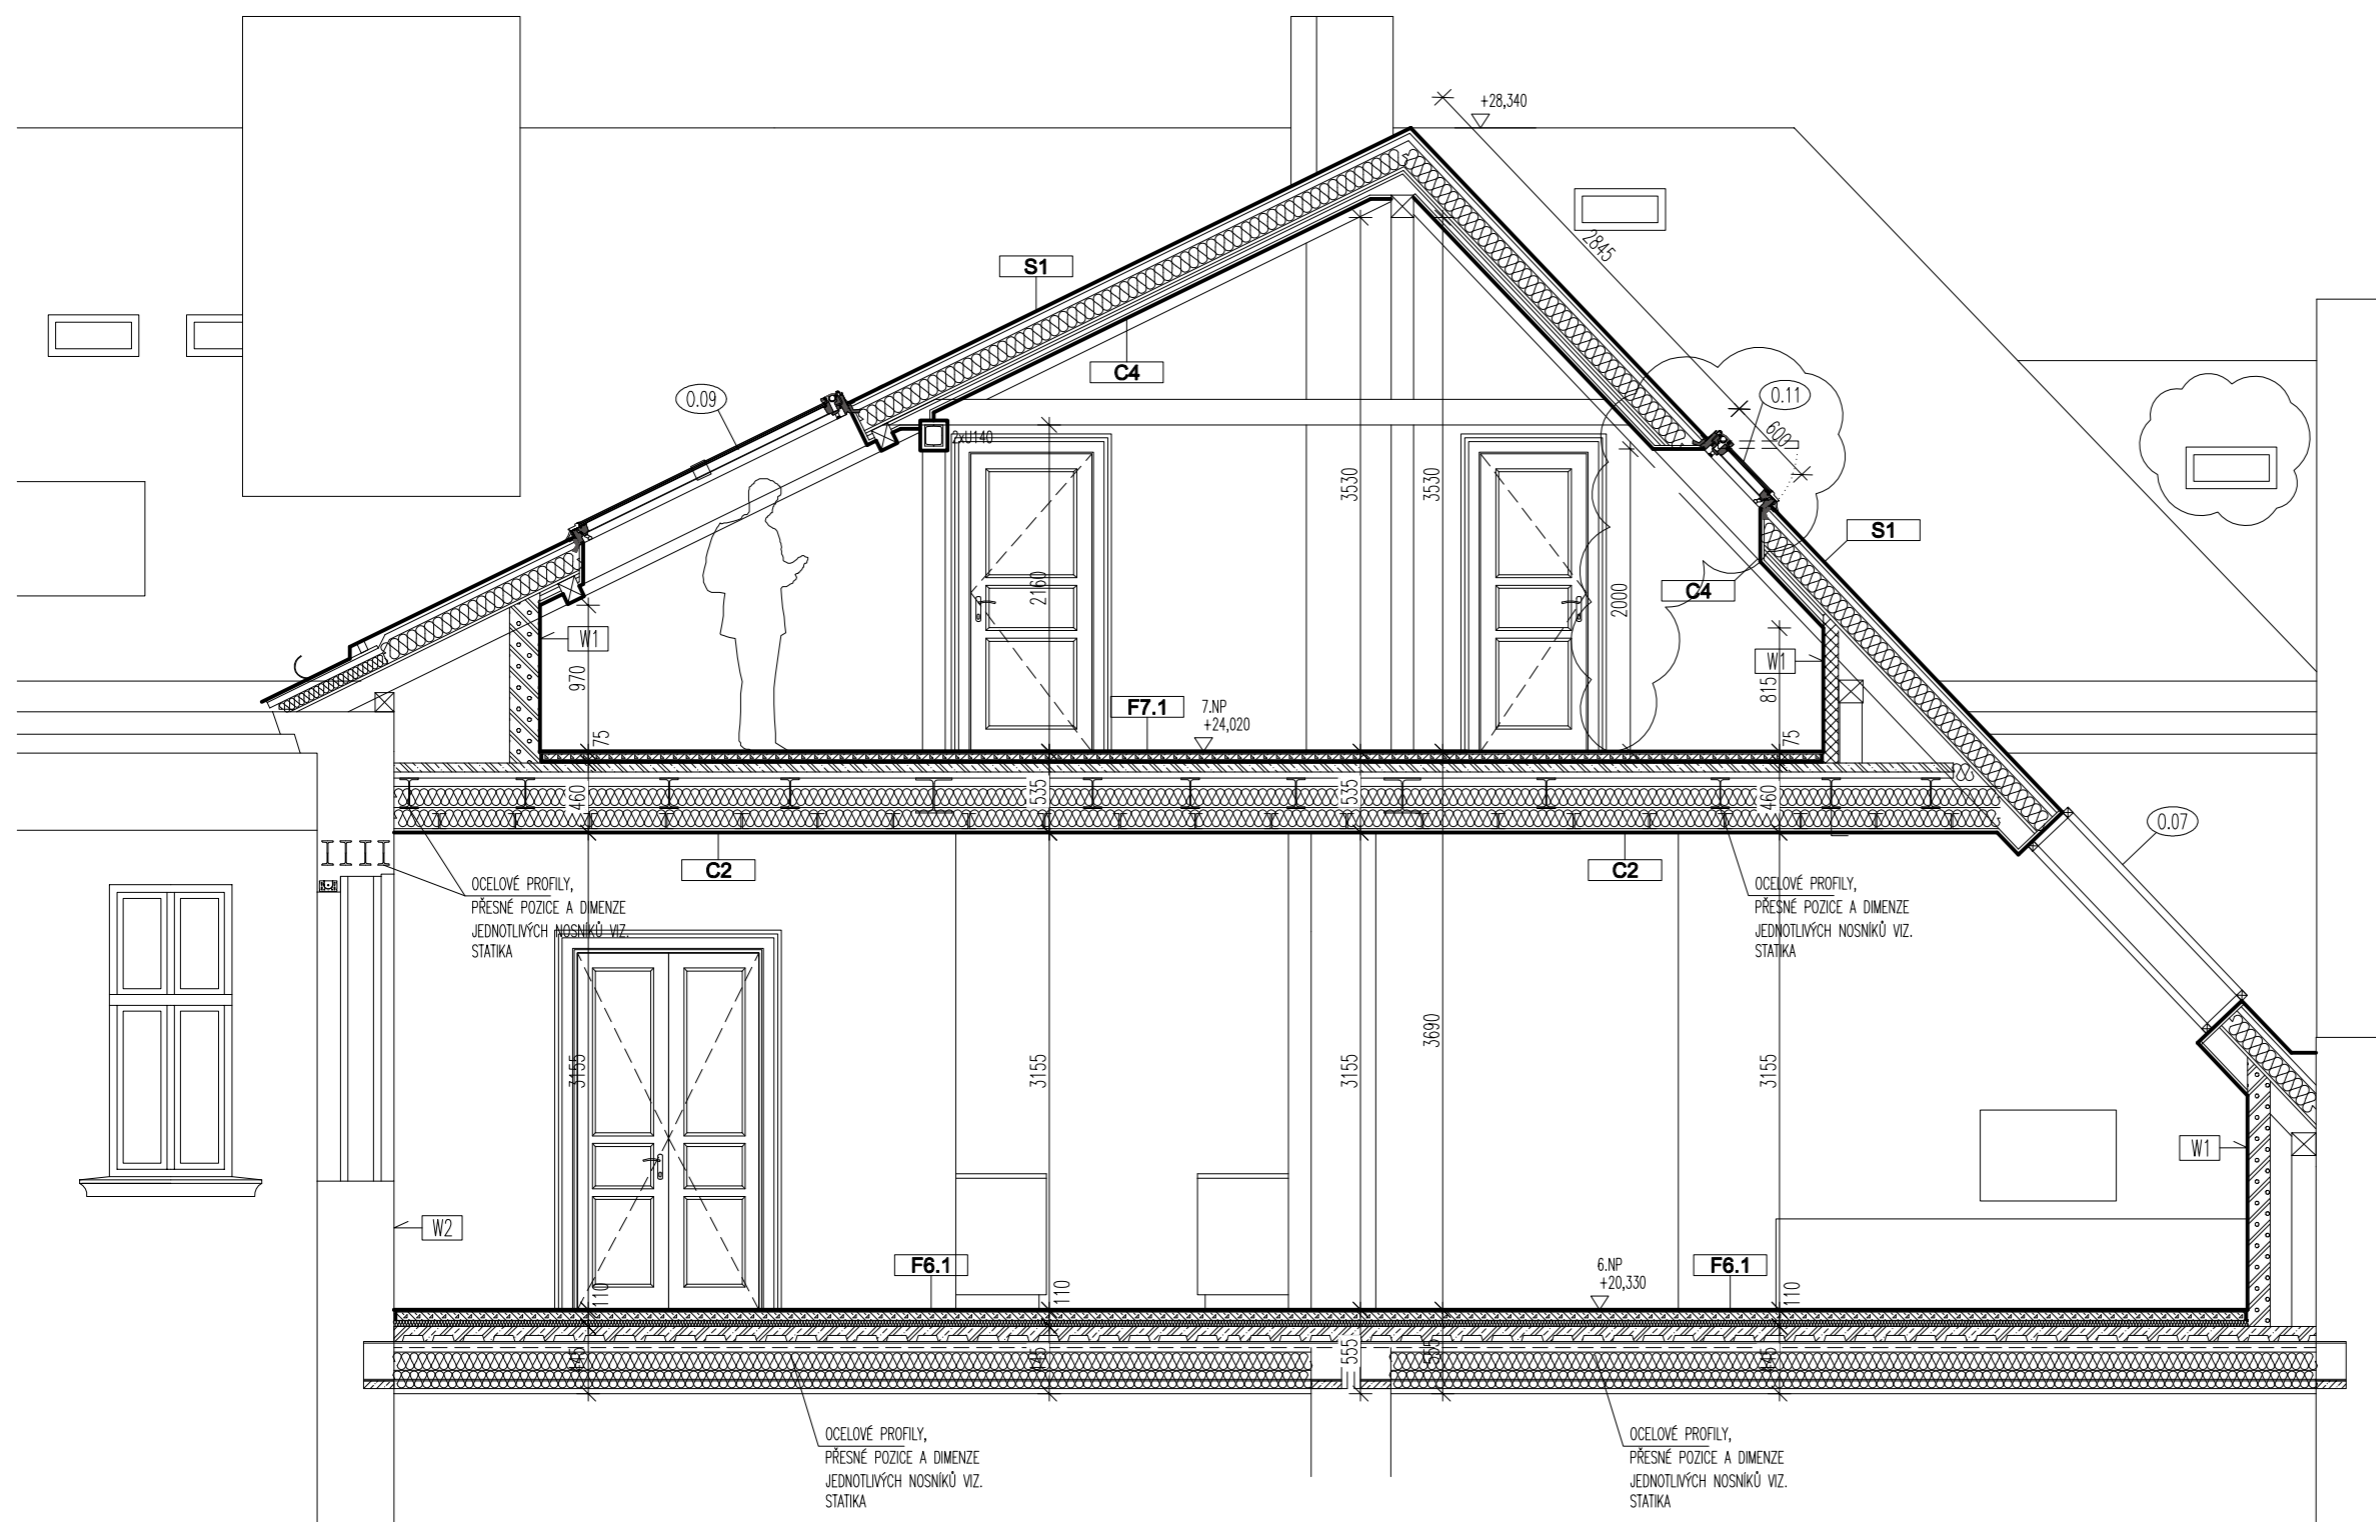 +28,340
2845
S1
C4
0.09
0.11
600
2xU140
3530
3530
S1
C4
2160
2000
W1
W1
970
815
F7.1
7.NP
+24,020
75
75
460
535
535
460
0.07
C2
C2
OCELOVÉ PROFILY,
PŘESNÉ POZICE A DIMENZE
JEDNOTLIVÝCH NOSNÍKŮ VIZ.
STATIKA
OCELOVÉ PROFILY,
PŘESNÉ POZICE A DIMENZE
JEDNOTLIVÝCH NOSNÍKŮ VIZ.
STATIKA
3690
3155
3155
3155
3155
W1
W2
F6.1
6.NP
+20,330
F6.1
110
110
110
445
445
555
555
445
OCELOVÉ PROFILY,
PŘESNÉ POZICE A DIMENZE
JEDNOTLIVÝCH NOSNÍKŮ VIZ.
STATIKA
OCELOVÉ PROFILY,
PŘESNÉ POZICE A DIMENZE
JEDNOTLIVÝCH NOSNÍKŮ VIZ.
STATIKA